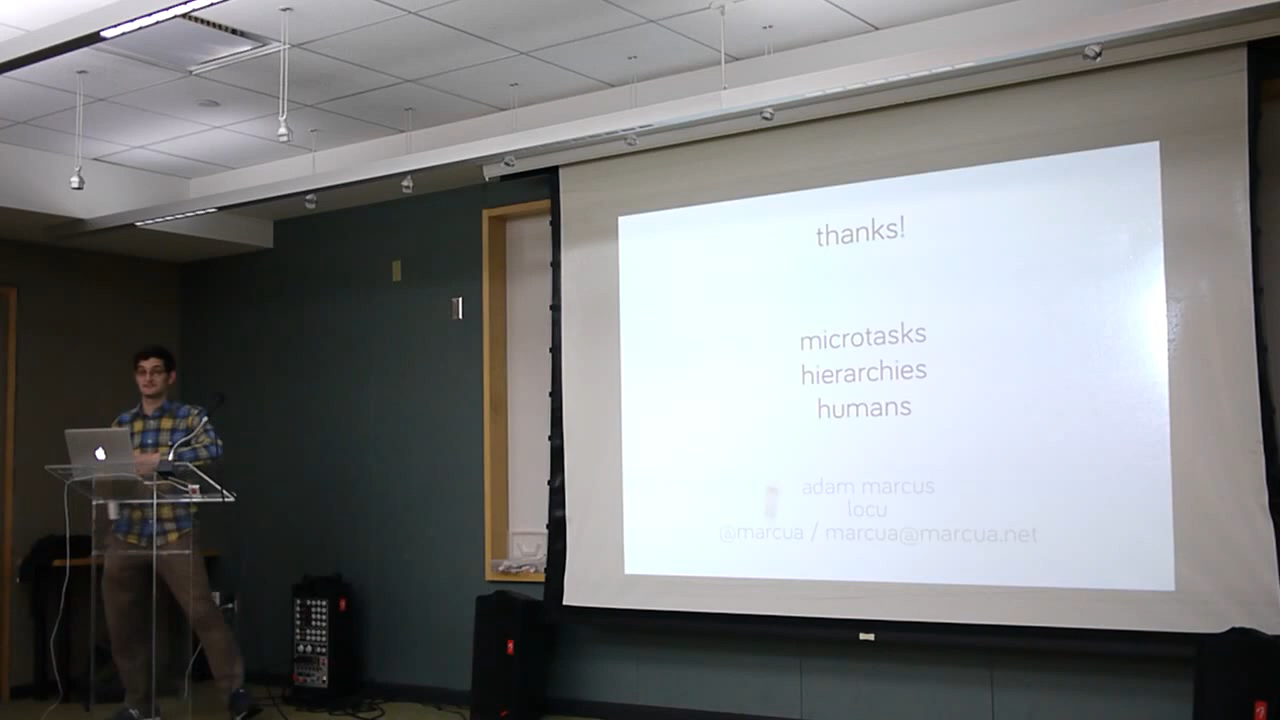 thanks!
microtasks
hierarchies
humans
adam marcus
locu
@marcua / marcua@marcua.net